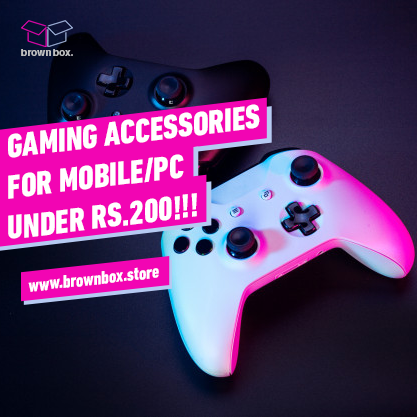 brown box.
GAMING ACCESSORIES
FOR MOBILE/PC
UNDER RS.200!!!
www.brownbox.store